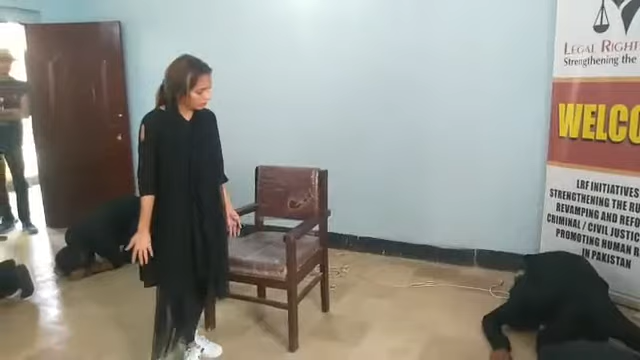 LEGAL RIGHT
Strengthening the
WELCO
LRF INITIATIVES
STRENGTHENING THE RU
REVAMPING AND REFO
CRIMINAL/CIVIL JUSTIC
PROMOTING HUMAN R
IN PAKISTAN